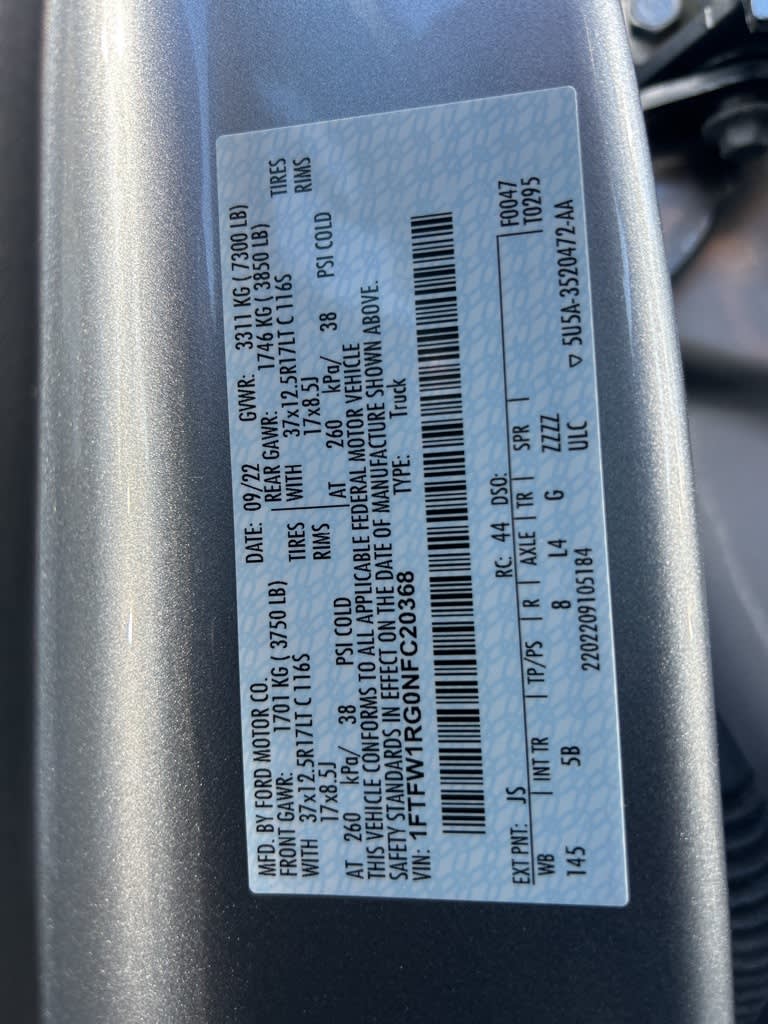 MFD. BY FORD MOTOR CO.
DATE: 09/22 GVWR: 3311 KG ( 7300 LB)
FRONT GAWR: 1701 KG ( 3750 LB)
REAR GAWR: 1746 KG ( 3850 LB)
WITH 37x12.5R17LT C 116S TIRES
WITH 37x12.5R17LT C 116S TIRES
17x8.5J RIMS
17x8.5J RIMS
AT 260 kPa/ 38 PSI COLD
AT 260 kPa/ 38 PSI COLD
THIS VEHICLE CONFORMS TO ALL APPLICABLE FEDERAL MOTOR VEHICLE
SAFETY STANDARDS IN EFFECT ON THE DATE OF MANUFACTURE SHOWN ABOVE.
VIN: 1FTFW1RG0NFC20368 TYPE: Truck
F0047
EXT PNT: JS RC: 44 DSO: T0295
WB INT TR TP/PS R AXLE TR SPR
145 5B 8 L4 G ZZZZ
ULC
2202209105184 ▽ 5U5A-3520472-AA